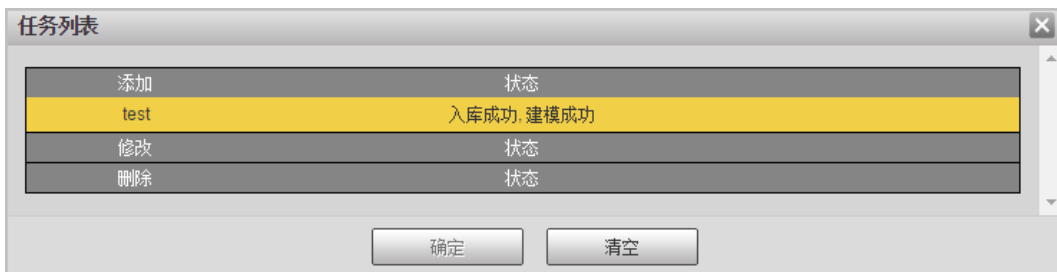 任务列表
添加 状态
test 入库成功,建模成功
修改 状态
删除 状态
确定 清空